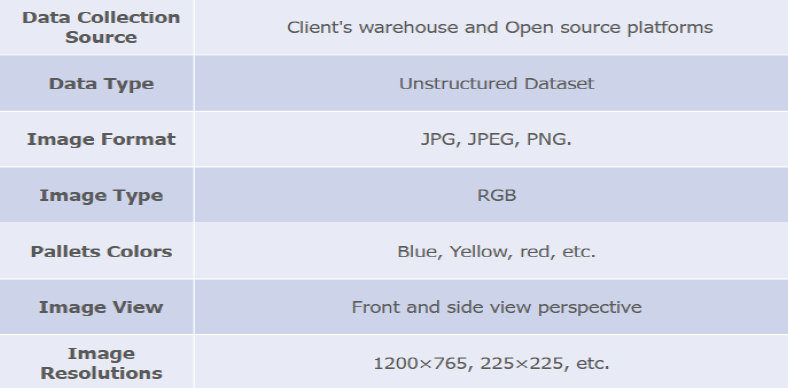 Data Collection
Source
Client's warehouse and Open source platforms
Data Type
Unstructured Dataset
Image Format
JPG, JPEG, PNG.
Image Type
RGB
Pallets Colors
Blue, Yellow, red, etc.
Image View
Front and side view perspective
Image
Resolutions
1200×765, 225×225, etc.